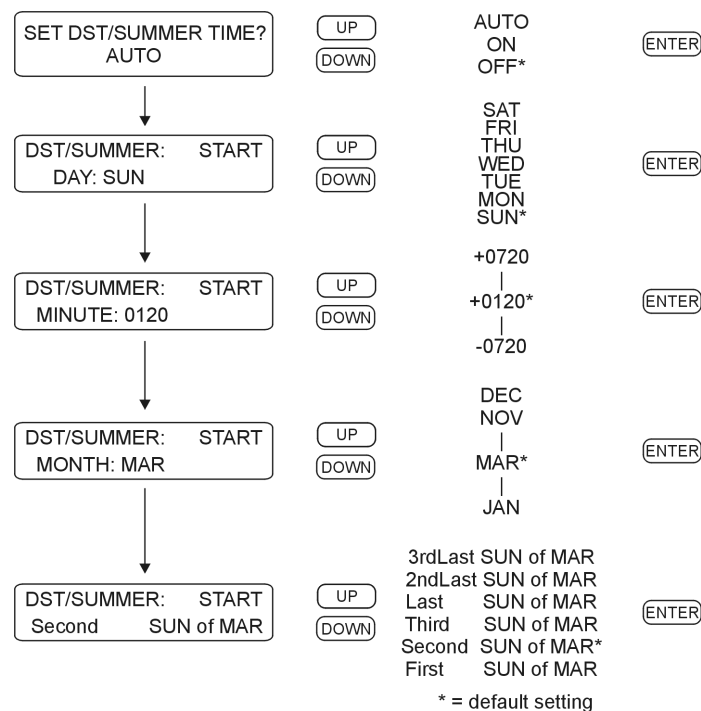 SET DST/SUMMER TIME?
AUTO
UP
DOWN
AUTO
ON
OFF*
ENTER
DST/SUMMER: START
DAY: SUN
UP
DOWN
SAT
FRI
THU
WED
TUE
MON
SUN*
ENTER
DST/SUMMER: START
MINUTE: 0120
UP
DOWN
+0720
+0120*
-0720
ENTER
DST/SUMMER: START
MONTH: MAR
UP
DOWN
DEC
NOV
MAR*
JAN
ENTER
DST/SUMMER: START
Second SUN of MAR
UP
DOWN
3rdLast SUN of MAR
2ndLast SUN of MAR
Last SUN of MAR
Third SUN of MAR
Second SUN of MAR*
First SUN of MAR
ENTER
* = default setting